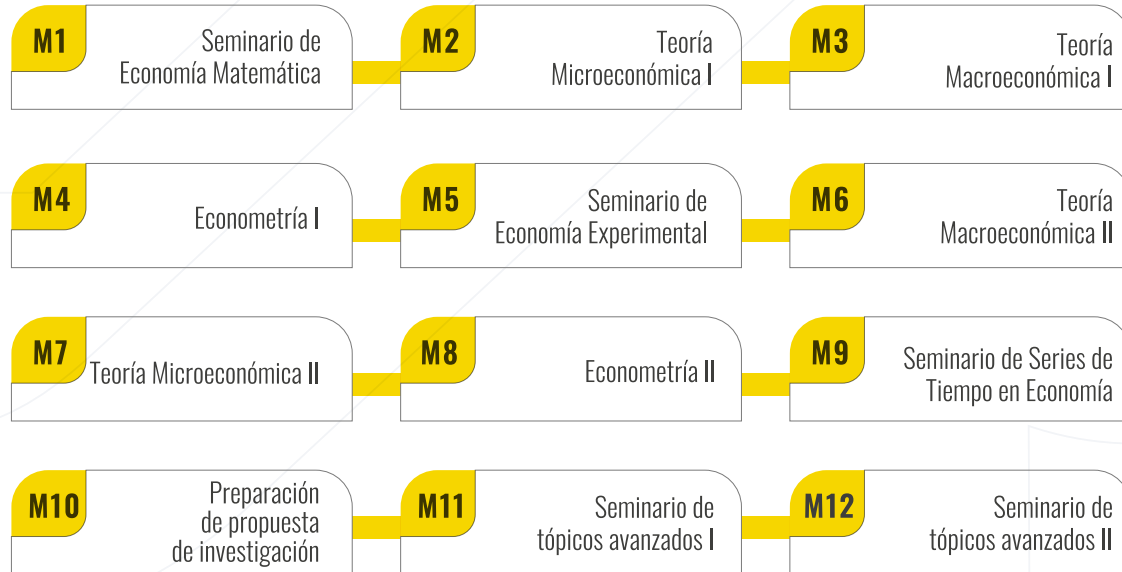 M1
Seminario de
Economía Matemática
M2
Teoría
Microeconómica I
M3
Teoría
Macroeconómica I
M4
Econometría I
M5
Seminario de
Economía Experimental
M6
Teoría
Macroeconómica II
M7
Teoría Microeconómica II
M8
Econometría II
M9
Seminario de Series de
Tiempo en Economía
M10
Preparación
de propuesta
de investigación
M11
Seminario de
tópicos avanzados I
M12
Seminario de
tópicos avanzados II